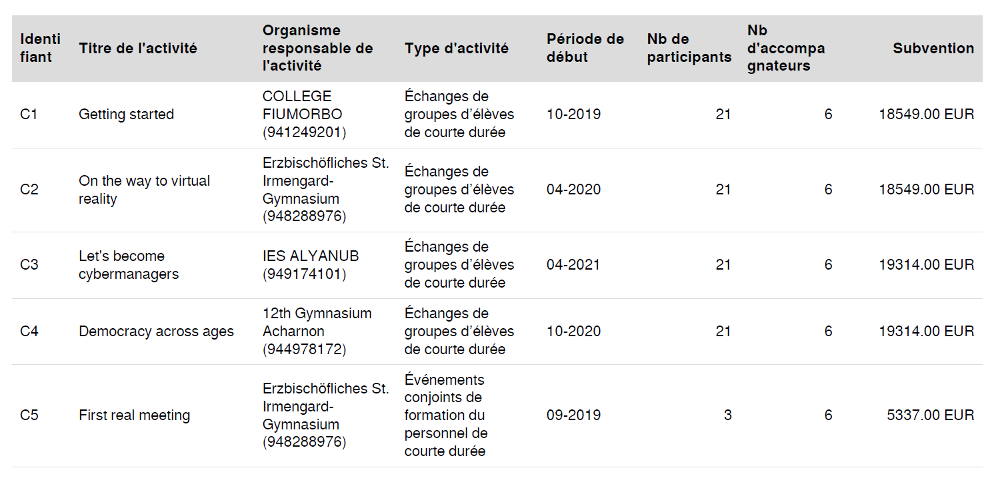 Identi
fiant
Titre de l'activité
Organisme
responsable de
l'activité
Type d'activité
Période de
début
Nb de
participants
Nb
d'accompa
gnateurs
Subvention
C1
Getting started
COLLEGE
FIUMORBO
(941249201)
Échanges de
groupes d’élèves
de courte durée
10-2019
21
6
18549.00 EUR
C2
On the way to virtual
reality
Erzbischöfliches St.
Irmengard-
Gymnasium
(948288976)
Échanges de
groupes d’élèves
de courte durée
04-2020
21
6
18549.00 EUR
C3
Let's become
cybermanagers
IES ALYANUB
(949174101)
Échanges de
groupes d’élèves
de courte durée
04-2021
21
6
19314.00 EUR
C4
Democracy across ages
12th Gymnasium
Acharnon
(944978172)
Échanges de
groupes d’élèves
de courte durée
10-2020
21
6
19314.00 EUR
C5
First real meeting
Erzbischöfliches St.
Irmengard-
Gymnasium
(948288976)
Événements
conjoints de
formation du
personnel de
courte durée
09-2019
3
6
5337.00 EUR